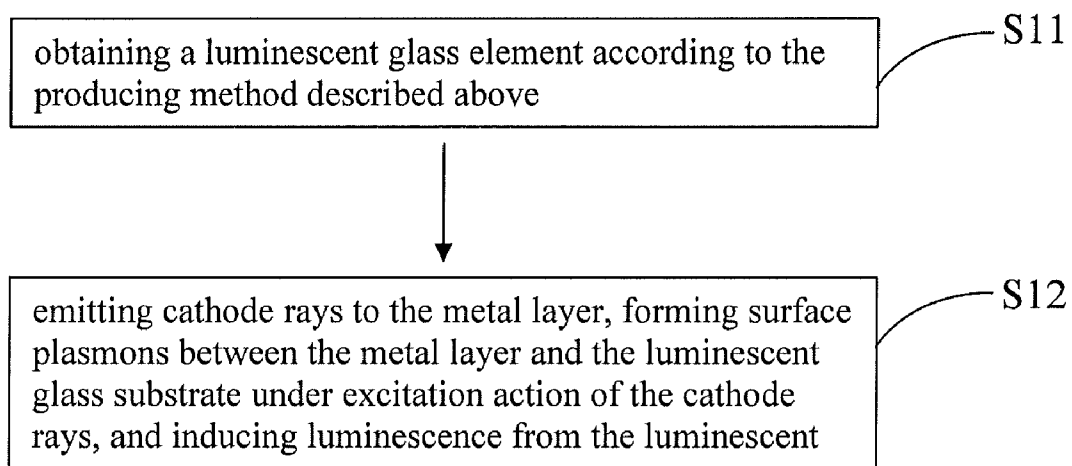 obtaining a luminescent glass element according to the
producing method described above
S11
emitting cathode rays to the metal layer, forming surface
plasmons between the metal layer and the luminescent
glass substrate under excitation action of the cathode
rays, and inducing luminescence from the luminescent
S12